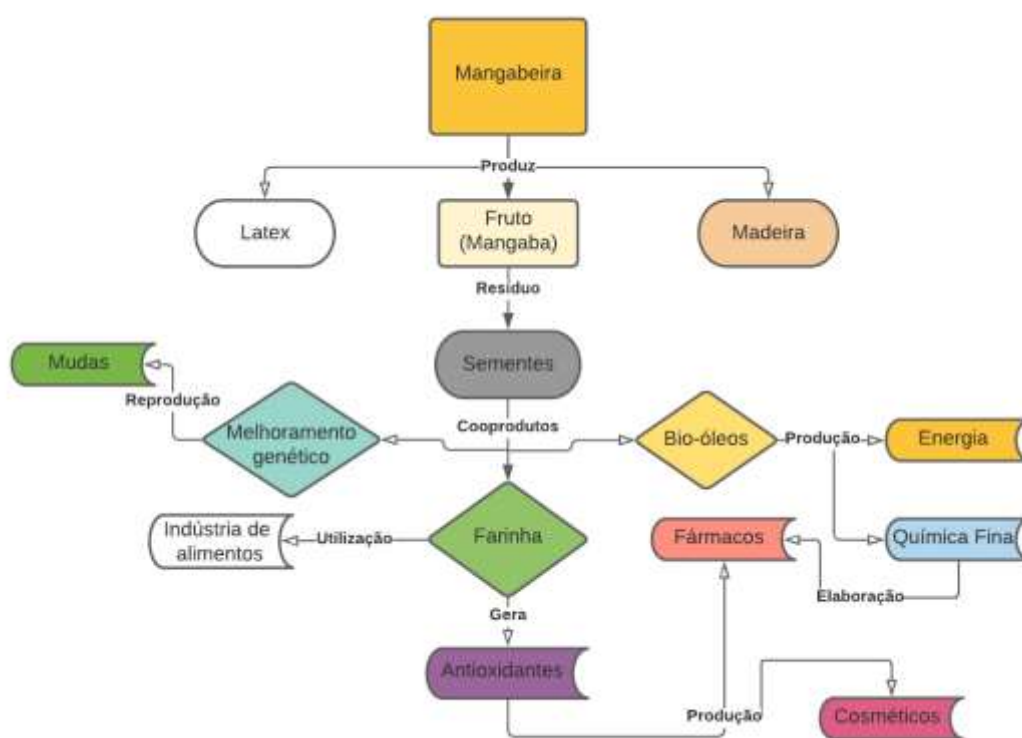 Mangabeira
Produz
Latex
Fruto
(Mangaba)
Madeira
Resíduo
Sementes
Mudas
Reprodução
Cooprodutos
Melhoramento
genético
Bio-óleos
Produção
Energia
Indústria de
alimentos
Utilização
Farinha
Fármacos
Química Fina
Elaboração
Gera
Antioxidantes
Produção
Cosméticos